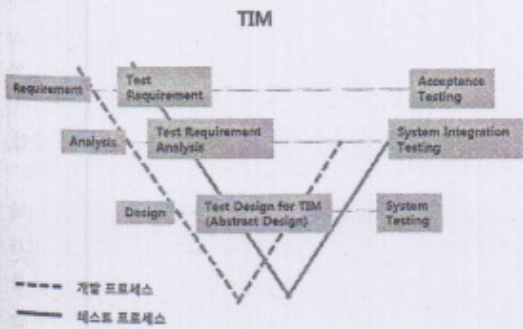 TIM
Requirement
Test
Requirement
Acceptance
Testing
Analysis
Test Requirement
Analysis
System Integration
Testing
Design
Test Design for TIM
(Abstract Design)
System
Testing
개발 프로세스
테스트 프로세스